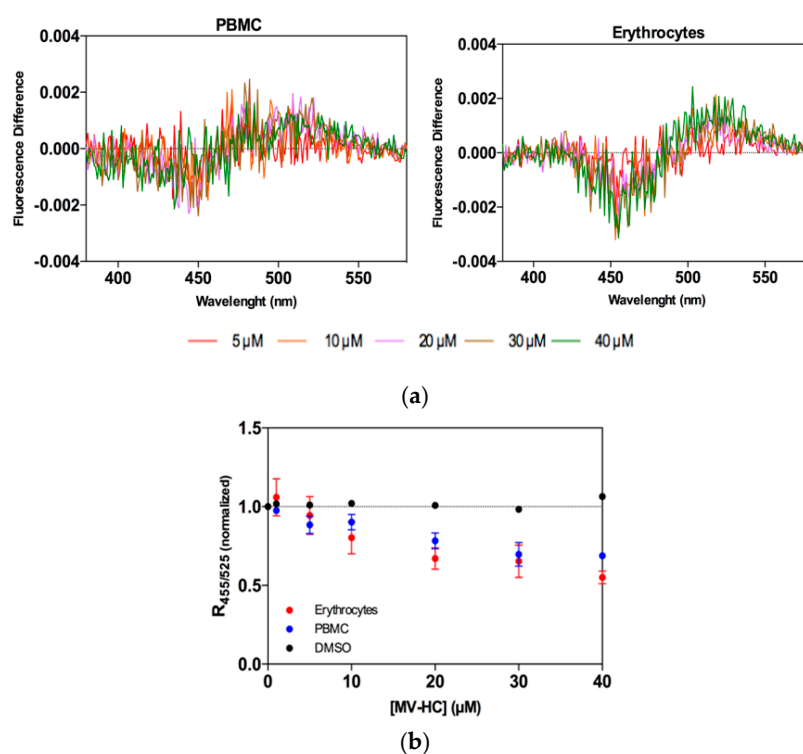 PBMC
Erythrocytes
0.004
0.002
0.000
-0.002
-0.004
Fluorescence Difference
400 450 500 550
Wavelenght (nm)
0.004
0.002
0.000
-0.002
-0.004
Fluorescence Difference
400 450 500 550
Wavelenght (nm)
5 µM 10 µM 20 µM 30 µM 40 µM
(a)
1.5
1.0
0.5
0.0
R455/525 (normalized)
Erythrocytes
PBMC
DMSO
0 10 20 30 40
[MV-HC] (µM)
(b)